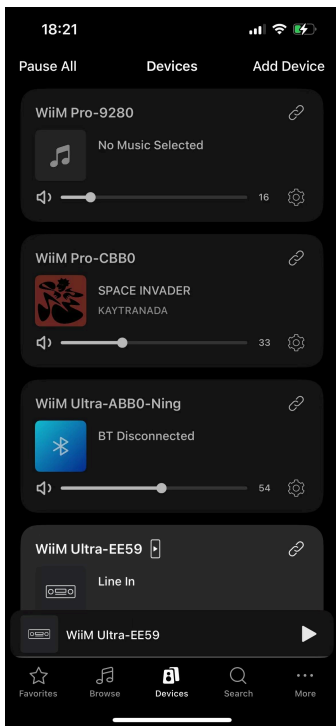 18:21
Pause All Devices Add Device
WiiM Pro-9280
No Music Selected
16
WiiM Pro-CBB0
SPACE INVADER
KAYTRANADA
33
WiiM Ultra-ABB0-Ning
BT Disconnected
54
WiiM Ultra-EE59
Line In
WiiM Ultra-EE59
Favorites Browse Devices Search More